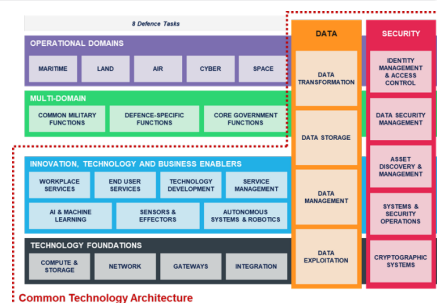 8 Defence Tasks
OPERATIONAL DOMAINS
MARITIME
LAND
AIR
CYBER
SPACE
MULTI-DOMAIN
COMMON MILITARY
FUNCTIONS
DEFENCE-SPECIFIC
FUNCTIONS
CORE GOVERNMENT
FUNCTIONS
INNOVATION, TECHNOLOGY AND BUSINESS ENABLERS
WORKPLACE
SERVICES
END USER
SERVICES
TECHNOLOGY
DEVELOPMENT
SERVICE
MANAGEMENT
AI & MACHINE
LEARNING
SENSORS &
EFFECTORS
AUTONOMOUS
SYSTEMS & ROBOTICS
TECHNOLOGY FOUNDATIONS
COMPUTE &
STORAGE
NETWORK
GATEWAYS
INTEGRATION
DATA
DATA
TRANSFORMATION
DATA STORAGE
DATA
MANAGEMENT
DATA
EXPLOITATION
SECURITY
IDENTITY
MANAGEMENT
& ACCESS
CONTROL
DATA SECURITY
MANAGEMENT
ASSET
DISCOVERY &
MANAGEMENT
SYSTEMS &
SECURITY
OPERATIONS
CRYPTOGRAPHIC
SYSTEMS
Common Technology Architecture